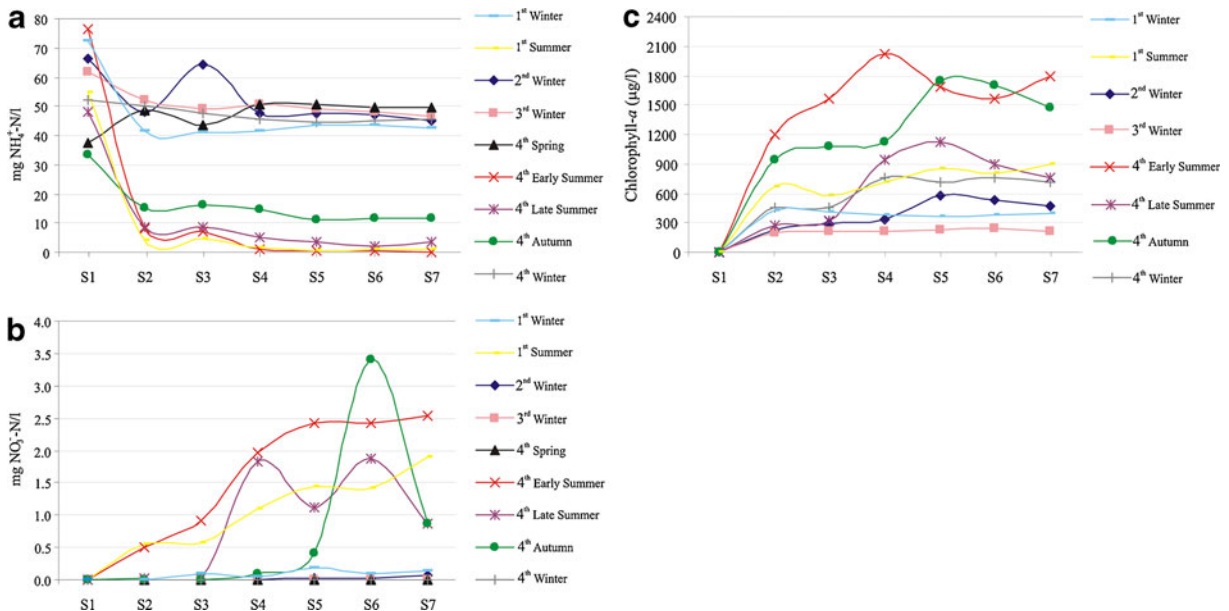 a
mg NH₄⁺-N/l
80
70
60
50
40
30
20
10
0
S1 S2 S3 S4 S5 S6 S7
1st Winter
1st Summer
2nd Winter
3rd Winter
4th Spring
4th Early Summer
4th Late Summer
4th Autumn
4th Winter
b
mg NO₃⁻-N/l
4.0
3.5
3.0
2.5
2.0
1.5
1.0
0.5
0.0
S1 S2 S3 S4 S5 S6 S7
1st Winter
1st Summer
2nd Winter
3rd Winter
4th Spring
4th Early Summer
4th Late Summer
4th Autumn
4th Winter
c
Chlorophyll-a (µg/l)
2400
2100
1800
1500
1200
900
600
300
0
S1 S2 S3 S4 S5 S6 S7
1st Winter
1st Summer
2nd Winter
3rd Winter
4th Early Summer
4th Late Summer
4th Autumn
4th Winter